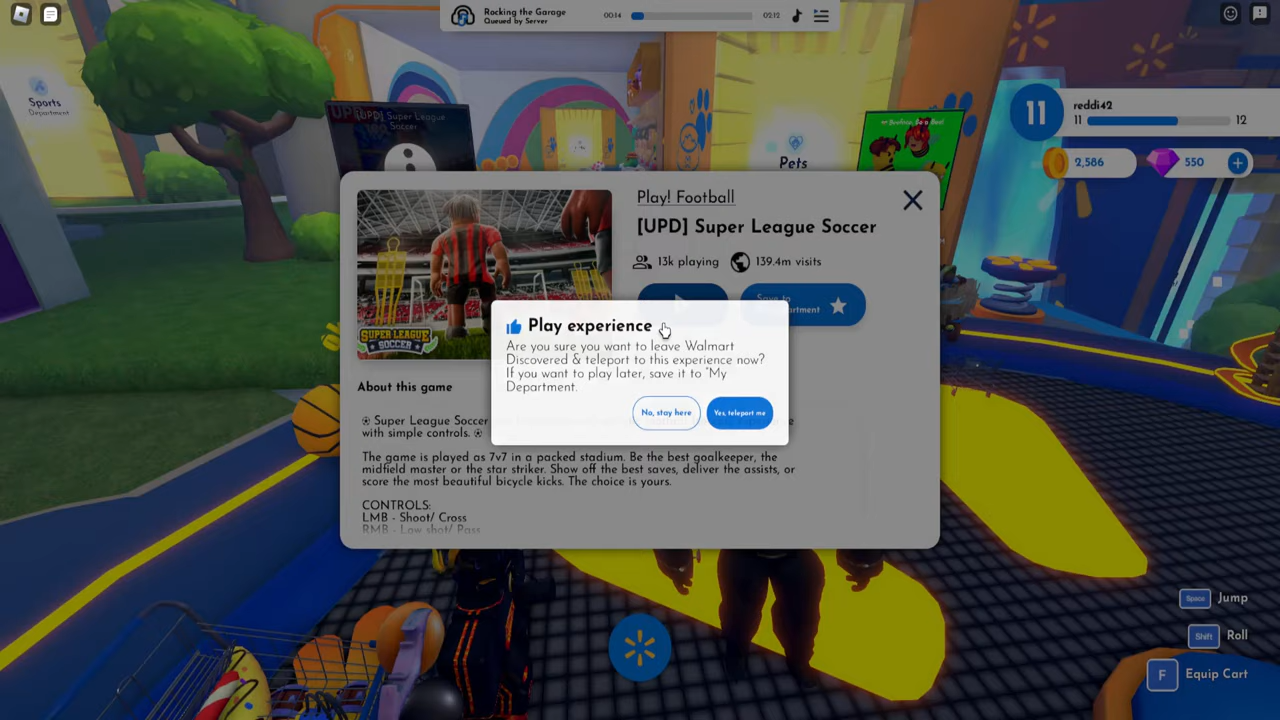 Rocking the Garage
Queued by Server
00:14
02:12
Sports
Department
[UPD] Super League
Soccer
Pets
11
reddi42
11
12
2,586
550
Play! Football
[UPD] Super League Soccer
13k playing
139.4m visits
Save to
SUPER LEAGUE
SOCCER
Play experience
Are you sure you want to leave Walmart
Discovered & teleport to this experience now?
If you want to play later, save it to "My
Department.
No, stay here
Yes, teleport me
About this game
Super League Soccer
with simple controls.
The game is played as 7v7 in a packed stadium. Be the best goalkeeper, the
midfield master or the star striker. Show off the best saves, deliver the assists, or
score the most beautiful bicycle kicks. The choice is yours.
CONTROLS:
LMB - Shoot/ Cross
RMB - Low shot/ Pass
Space
Jump
Shift
Roll
F
Equip Cart